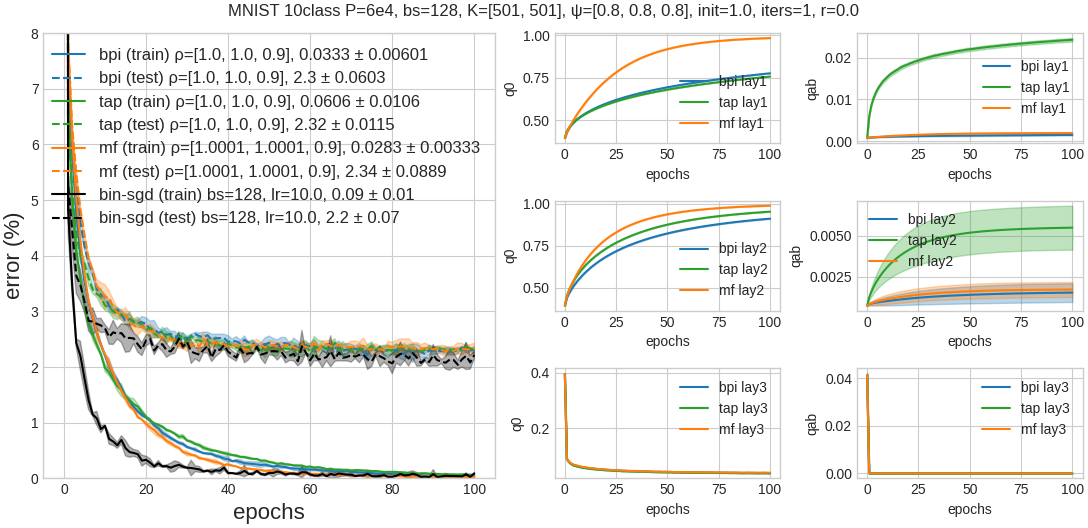 MNIST 10class P=6e4, bs=128, K=[501, 501], ψ=[0.8, 0.8, 0.8], init=1.0, iters=1, r=0.0
error (%)
8
7
6
5
4
3
2
1
0
bpi (train) ρ=[1.0, 1.0, 0.9], 0.0333 ± 0.00601
bpi (test) ρ=[1.0, 1.0, 0.9], 2.3 ± 0.0603
tap (train) ρ=[1.0, 1.0, 0.9], 0.0606 ± 0.0106
tap (test) ρ=[1.0, 1.0, 0.9], 2.32 ± 0.0115
mf (train) ρ=[1.0001, 1.0001, 0.9], 0.0283 ± 0.00333
mf (test) ρ=[1.0001, 1.0001, 0.9], 2.34 ± 0.0889
bin-sgd (train) bs=128, lr=10.0, 0.09 ± 0.01
bin-sgd (test) bs=128, lr=10.0, 2.2 ± 0.07
0 20 40 60 80 100
epochs
q0
1.00
0.75
0.50
bpi lay1
tap lay1
mf lay1
0 25 50 75 100
epochs
qab
0.02
0.01
0.00
bpi lay1
tap lay1
mf lay1
0 25 50 75 100
epochs
q0
1.00
0.75
0.50
bpi lay2
tap lay2
mf lay2
0 25 50 75 100
epochs
qab
0.0050
0.0025
bpi lay2
tap lay2
mf lay2
0 25 50 75 100
epochs
q0
0.4
0.2
bpi lay3
tap lay3
mf lay3
0 25 50 75 100
epochs
qab
0.04
0.02
0.00
bpi lay3
tap lay3
mf lay3
0 25 50 75 100
epochs